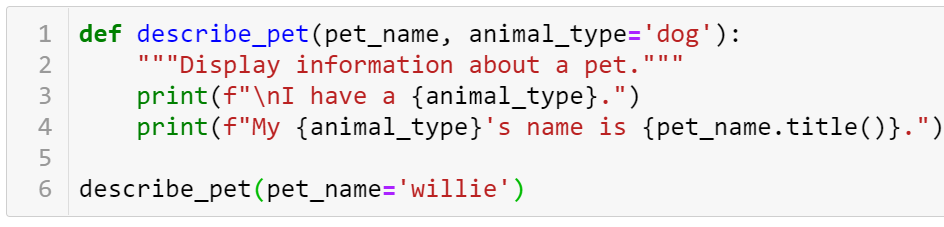 1 def describe_pet(pet_name, animal_type='dog'):
2     """Display information about a pet."""
3     print(f"\nI have a {animal_type}.")
4     print(f"My {animal_type}'s name is {pet_name.title()}.")
5
6 describe_pet(pet_name='willie')